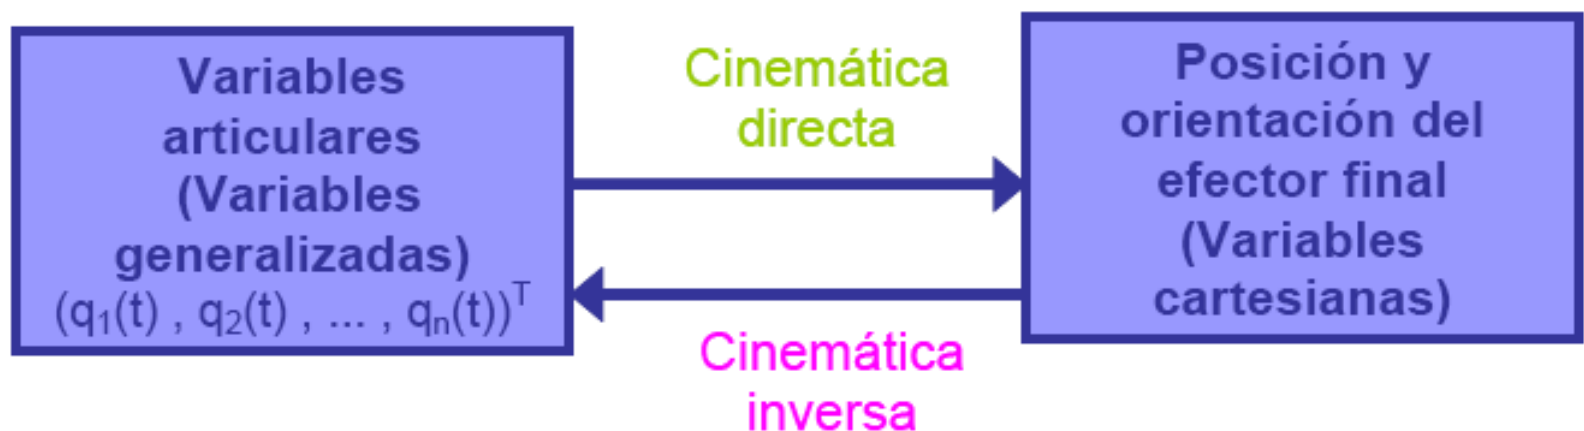 Variables
articulares
(Variables
generalizadas)
(q₁(t) , q₂(t) , ... , qₙ(t))ᵀ
Cinemática
directa
Cinemática
inversa
Posición y
orientación del
efector final
(Variables
cartesianas)